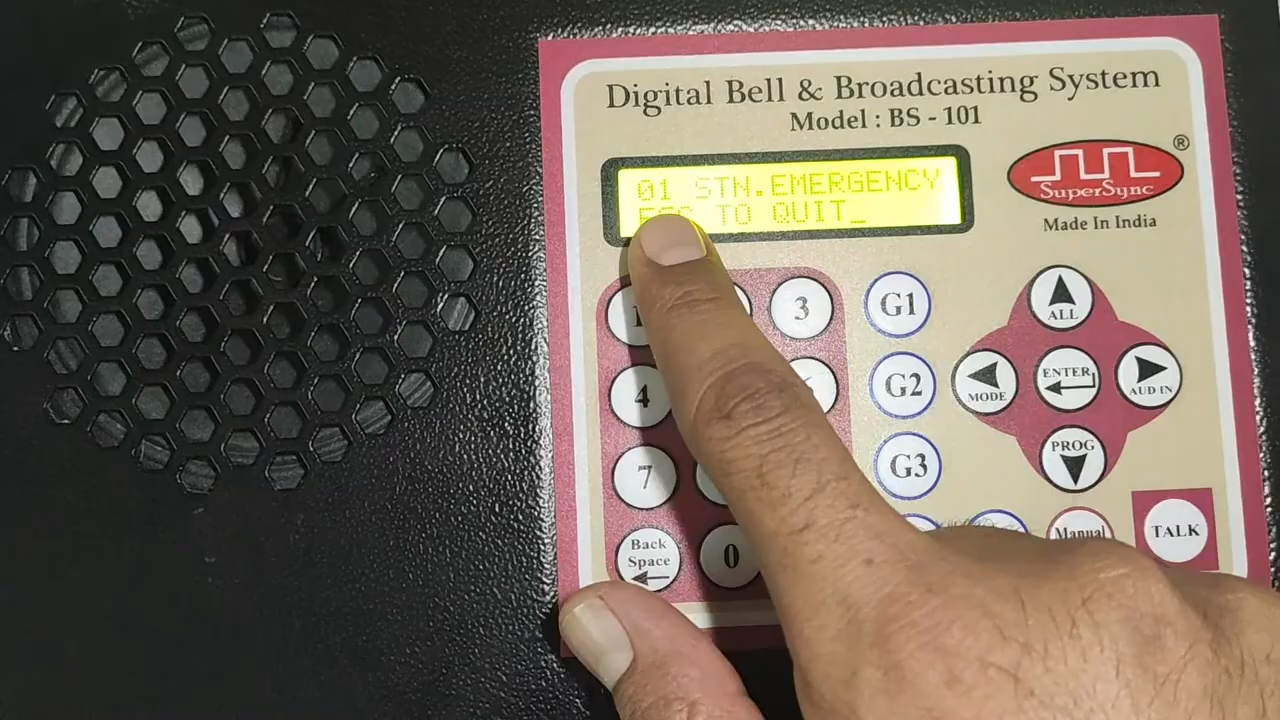 Digital Bell & Broadcasting System
Model : BS - 101
01 STN.EMERGENCY
TO QUIT_
SuperSync
®
Made In India
3
G1
ALL
4
G2
MODE
ENTER
AUD IN
7
G3
PROG
Back Space
0
Manual
TALK